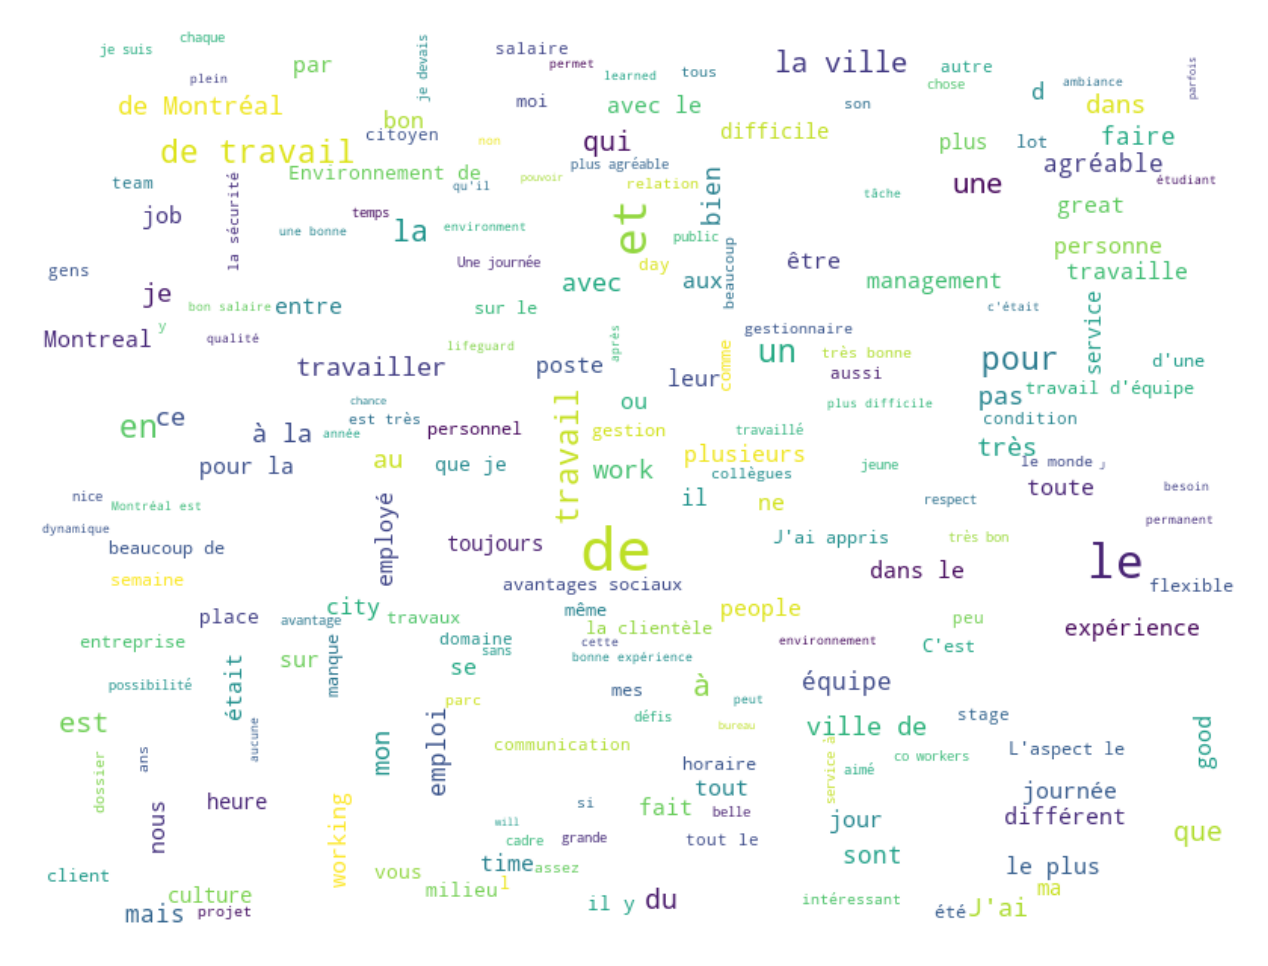 chaque
je suis
je devais
salaire
permet
learned
tous
la ville
autre
chose
ambiance
parfois
plein
par
de Montréal
bon
citoyen
moi
avec le
son
difficile
d
dans
faire
non
qui
plus
lot
de travail
plus agréable
agréable
Environnement de
qu'il
pouvoir
relation
bien
tâche
une
étudiant
team
la sécurité
job
temps
une bonne
la
environment
et
public
great
gens
Une journée
day
beaucoup
être
personne
travaille
je
avec
aux
management
bon salaire
entre
sur le
c'était
service
y
Montreal
qualité
lifeguard
après
gestionnaire
comme
un
très bonne
pour
d'une
travailler
poste
leur
aussi
pas
travail d'équipe
chance
ou
plus difficile
condition
en
ce
à la
année
est très
personnel
travail
gestion
travaillé
très
pour la
au
que je
work
plusieurs
collègues
jeune
le monde
toute
besoin
nice
Montréal est
employé
il
ne
respect
permanent
dynamique
beaucoup de
toujours
de
J'ai appris
très bon
dans le
le
semaine
avantages sociaux
flexible
place
avantage
city
travaux
même
people
la clientèle
peu
expérience
entreprise
manque
domaine
sans
cette
environnement
C'est
sur
se
bonne expérience
possibilité
était
mes
à
équipe
parc
peut
est
emploi
défis
bureau
ville de
stage
good
aucune
mon
communication
service à
co workers
L'aspect le
dossier
ans
horaire
aimé
tout
journée
nous
heure
working
si
fait
belle
jour
différent
que
will
cadre
grande
tout le
client
vous
time
assez
sont
le plus
culture
milieu
l
ma
mais
projet
il y
du
intéressant
été
J'ai